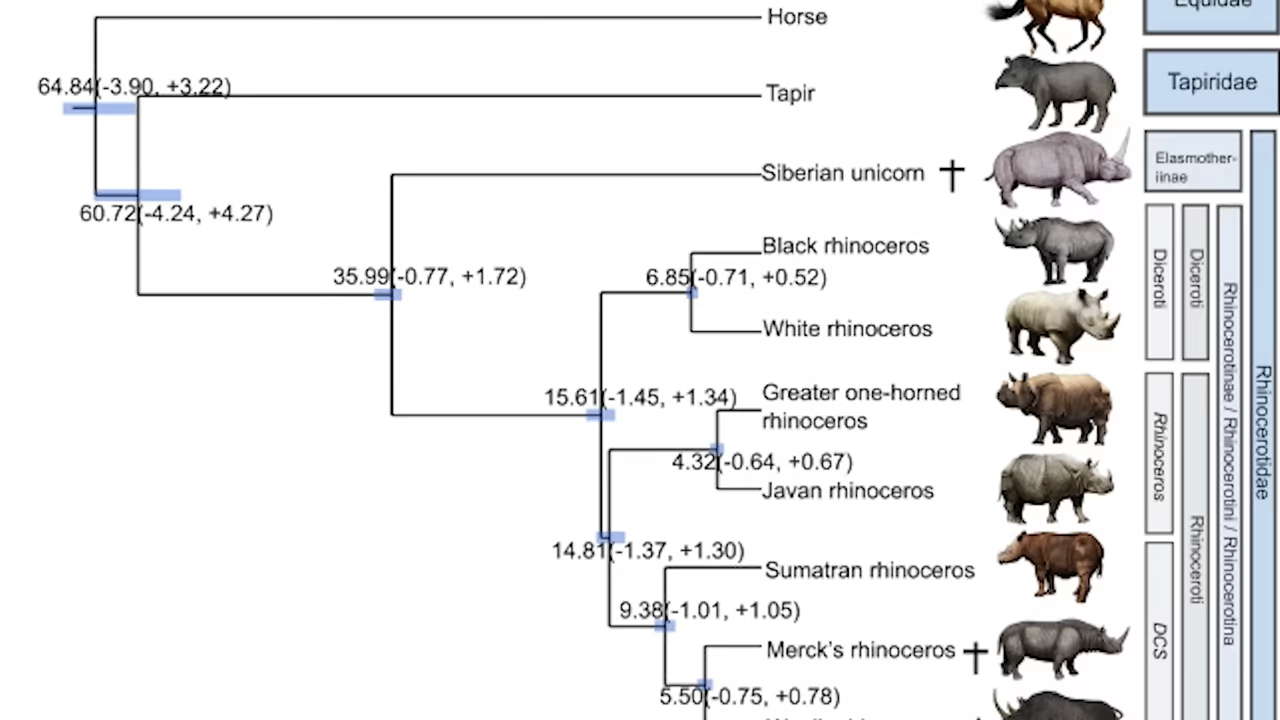 Equidae
Horse
64.84(-3.90, +3.22)
Tapir
Tapiridae
Elasmother-
iinae
Siberian unicorn †
60.72(-4.24, +4.27)
Black rhinoceros
35.99(-0.77, +1.72)
6.85(-0.71, +0.52)
White rhinoceros
Diceroti
Diceroti
Rhinocerotinae / Rhinocerotini / Rhinocerotina
Rhinocerotidae
Greater one-horned
rhinoceros
15.61(-1.45, +1.34)
4.32(-0.64, +0.67)
Javan rhinoceros
Rhinoceros
Rhinoceroti
14.81(-1.37, +1.30)
Sumatran rhinoceros
9.38(-1.01, +1.05)
DCS
Merck's rhinoceros †
5.50(-0.75, +0.78)